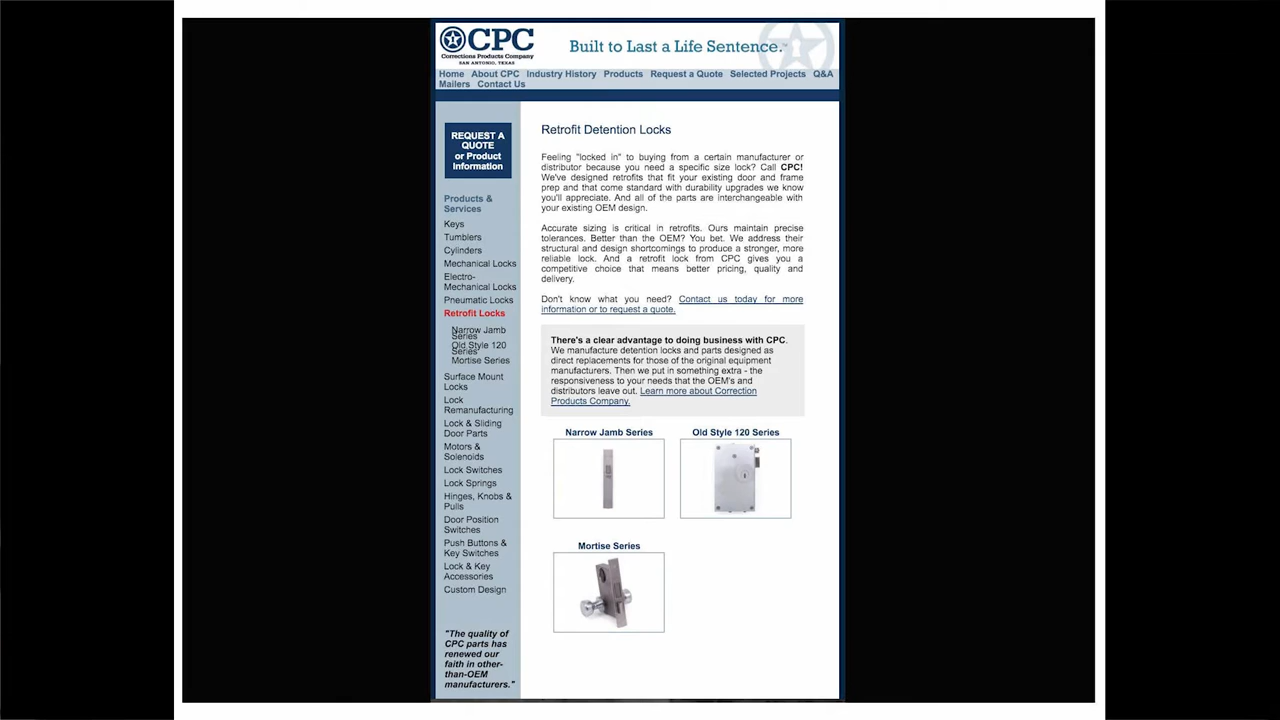 CPC
Corrections Products Company
SAN ANTONIO, TEXAS
Built to Last a Life Sentence.™
Home About CPC Industry History Products Request a Quote Selected Projects Q&A
Mailers Contact Us
REQUEST A
QUOTE
or Product
Information
Products &
Services
Keys
Tumblers
Cylinders
Mechanical Locks
Electro-
Mechanical Locks
Pneumatic Locks
Retrofit Locks
Narrow Jamb
Series
Old Style 120
Series
Mortise Series
Surface Mount
Locks
Lock
Remanufacturing
Lock & Sliding
Door Parts
Motors &
Solenoids
Lock Switches
Lock Springs
Hinges, Knobs &
Pulls
Door Position
Switches
Push Buttons &
Key Switches
Lock & Key
Accessories
Custom Design
"The quality of
CPC parts has
renewed our
faith in other-
than-OEM
manufacturers."
Retrofit Detention Locks
Feeling "locked in" to buying from a certain manufacturer or
distributor because you need a specific size lock? Call CPC!
We've designed retrofits that fit your existing door and frame
prep and that come standard with durability upgrades we know
you'll appreciate. And all of the parts are interchangeable with
your existing OEM design.
Accurate sizing is critical in retrofits. Ours maintain precise
tolerances. Better than the OEM? You bet. We address their
structural and design shortcomings to produce a stronger, more
reliable lock. And a retrofit lock from CPC gives you a
competitive choice that means better pricing, quality and
delivery.
Don't know what you need? Contact us today for more
information or to request a quote.
There's a clear advantage to doing business with CPC.
We manufacture detention locks and parts designed as
direct replacements for those of the original equipment
manufacturers. Then we put in something extra - the
responsiveness to your needs that the OEM's and
distributors leave out. Learn more about Correction
Products Company.
Narrow Jamb Series
Old Style 120 Series
Mortise Series